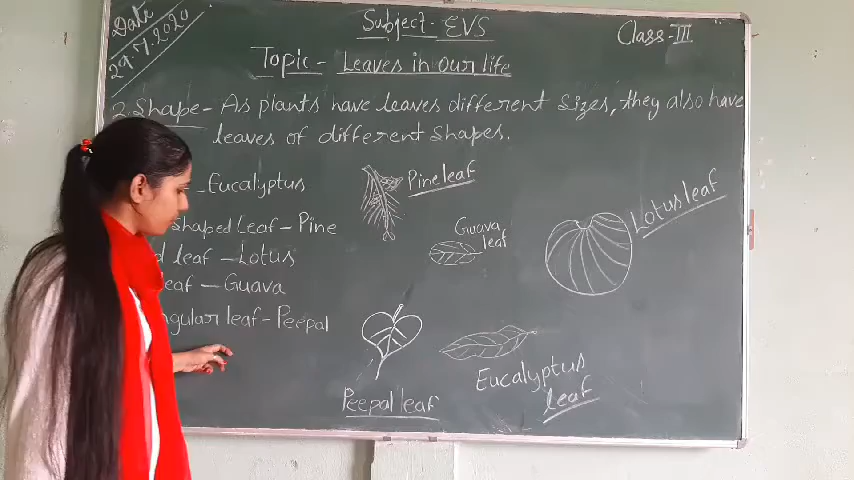 Date
29.7.2020
Subject - EVS
Class - III
Topic - Leaves in our life
2. Shape - As plants have leaves different sizes, they also have
leaves of different shapes.
Eucalyptus
shaped Leaf - Pine
leaf - Lotus
leaf - Guava
ngular leaf - Peepal
Pine leaf
Guava
leaf
Lotus leaf
Peepal leaf
Eucalyptus
leaf